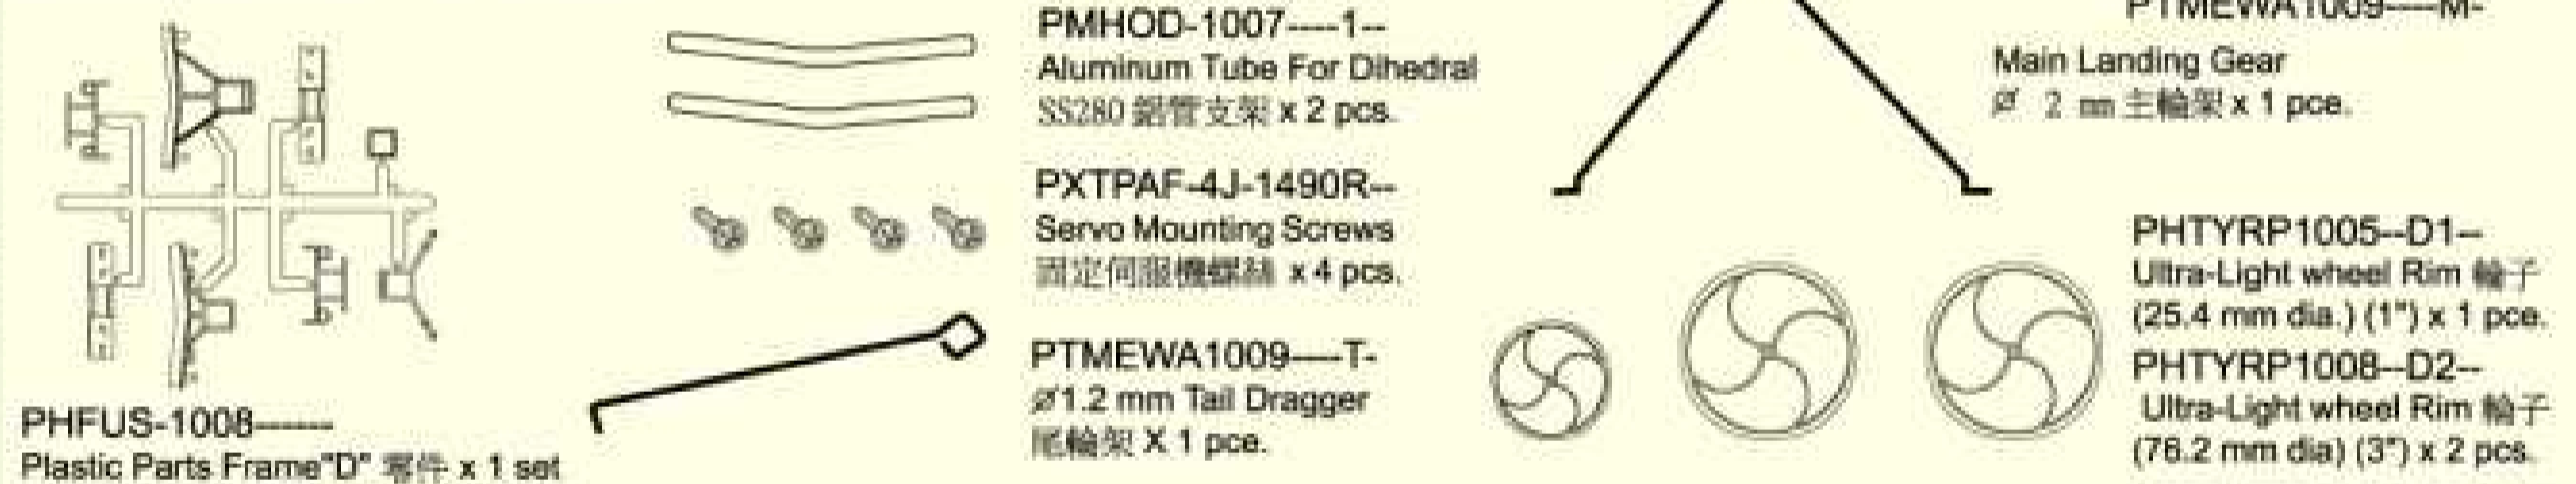 PHFUS-1008------
Plastic Parts Frame"D" 零件 x 1 set
PMHOD-1007----1--
Aluminum Tube For Dihedral
SS280 鋁管支架 x 2 pcs.
PXTPAF-4J-1490R--
Servo Mounting Screws
固定伺服機螺絲 x 4 pcs.
PTMEWA1009----T-
ø1.2 mm Tail Dragger
尾輪架 X 1 pce.
PTMEWA1009----M-
Main Landing Gear
ø 2 mm 主輪架 x 1 pce.
PHTYRP1005--D1--
Ultra-Light wheel Rim 輪子
(25.4 mm dia.) (1") x 1 pce.
PHTYRP1008--D2--
Ultra-Light wheel Rim 輪子
(76.2 mm dia) (3") x 2 pcs.